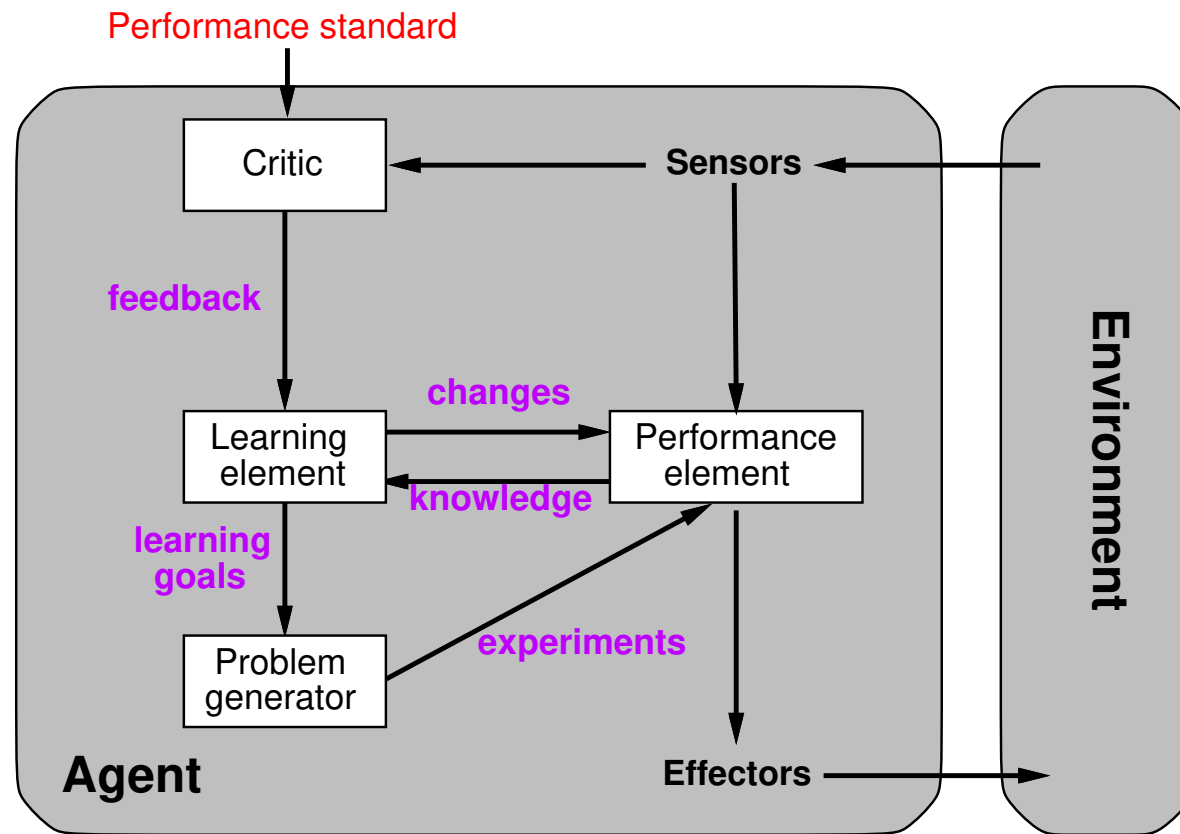 Performance standard
Critic
Sensors
feedback
changes
Learning
element
Performance
element
knowledge
learning
goals
experiments
Problem
generator
Agent
Effectors
Environment